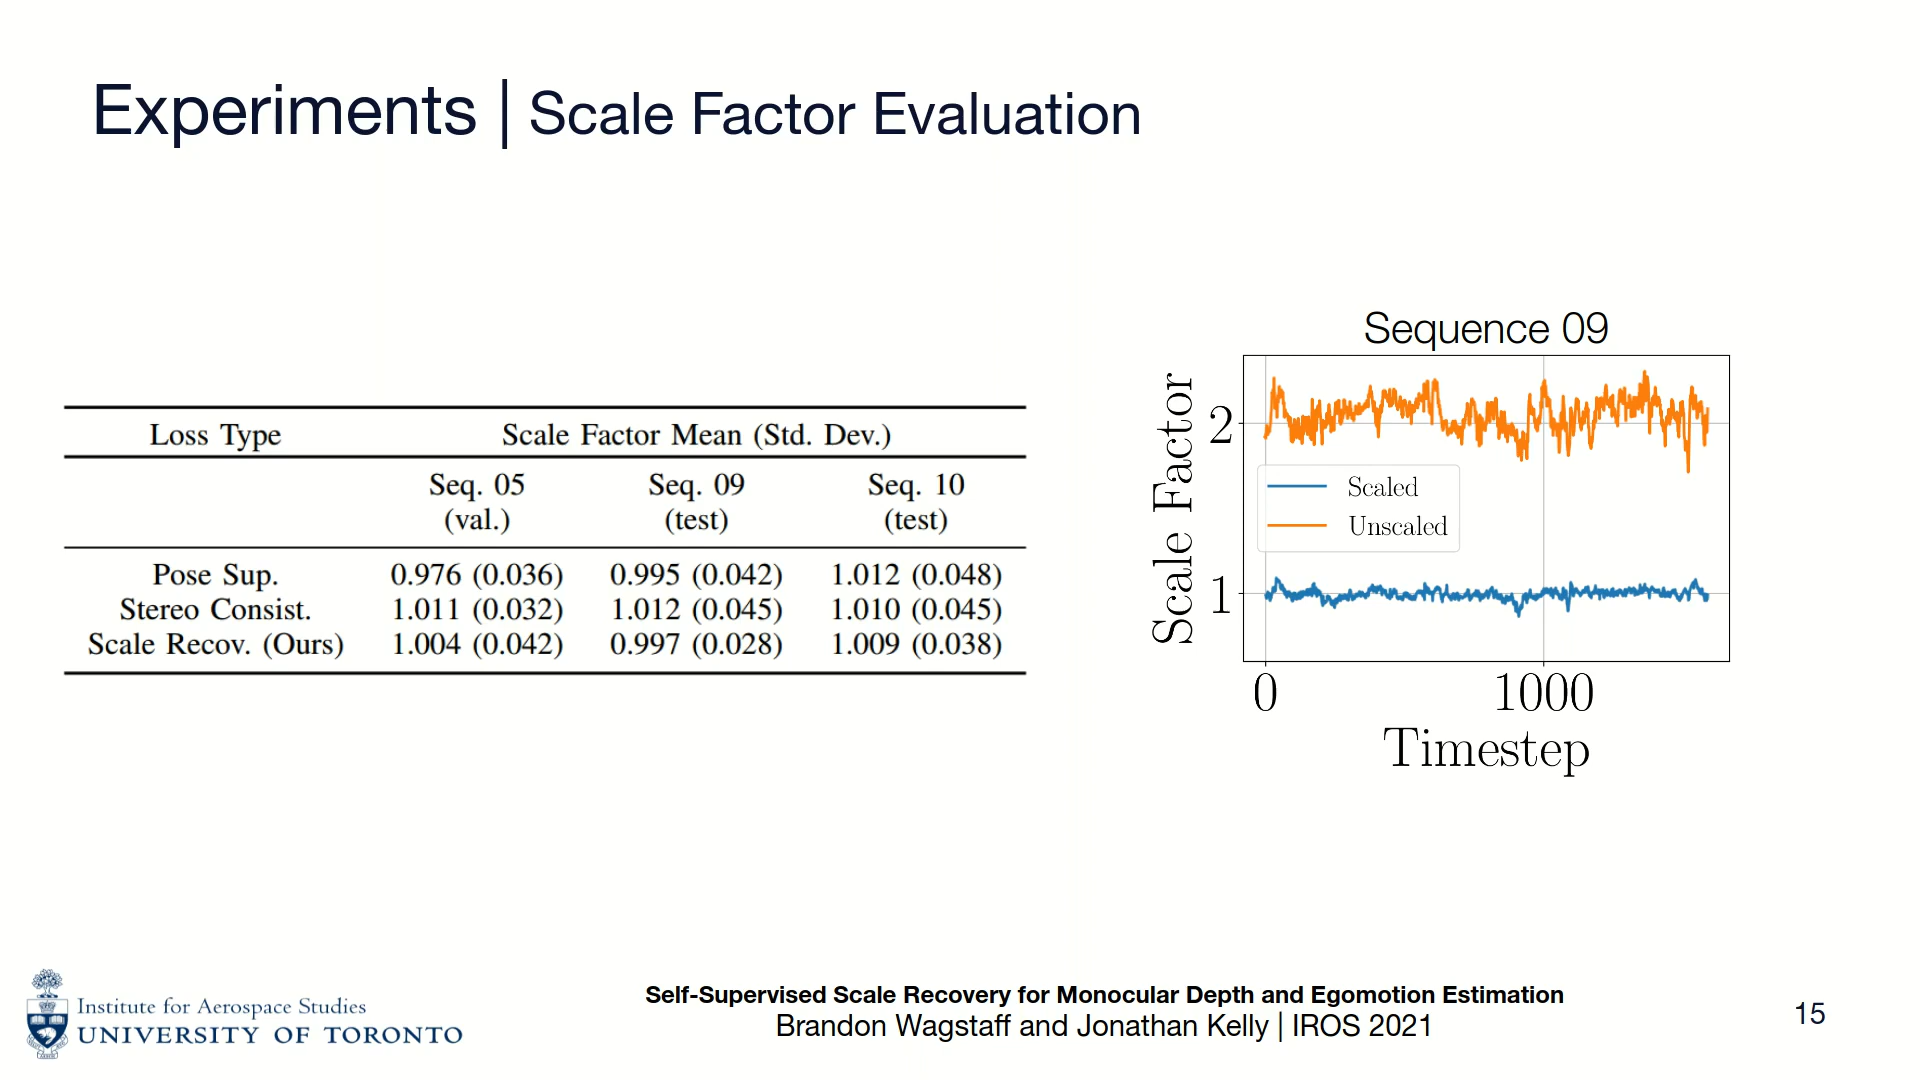 Experiments | Scale Factor Evaluation
Loss Type Scale Factor Mean (Std. Dev.)
Seq. 05 Seq. 09 Seq. 10
(val.) (test) (test)
Pose Sup. 0.976 (0.036) 0.995 (0.042) 1.012 (0.048)
Stereo Consist. 1.011 (0.032) 1.012 (0.045) 1.010 (0.045)
Scale Recov. (Ours) 1.004 (0.042) 0.997 (0.028) 1.009 (0.038)
Sequence 09
Scale Factor
2
Scaled
Unscaled
1
0 1000
Timestep
Institute for Aerospace Studies
UNIVERSITY OF TORONTO
Self-Supervised Scale Recovery for Monocular Depth and Egomotion Estimation
Brandon Wagstaff and Jonathan Kelly | IROS 2021
15